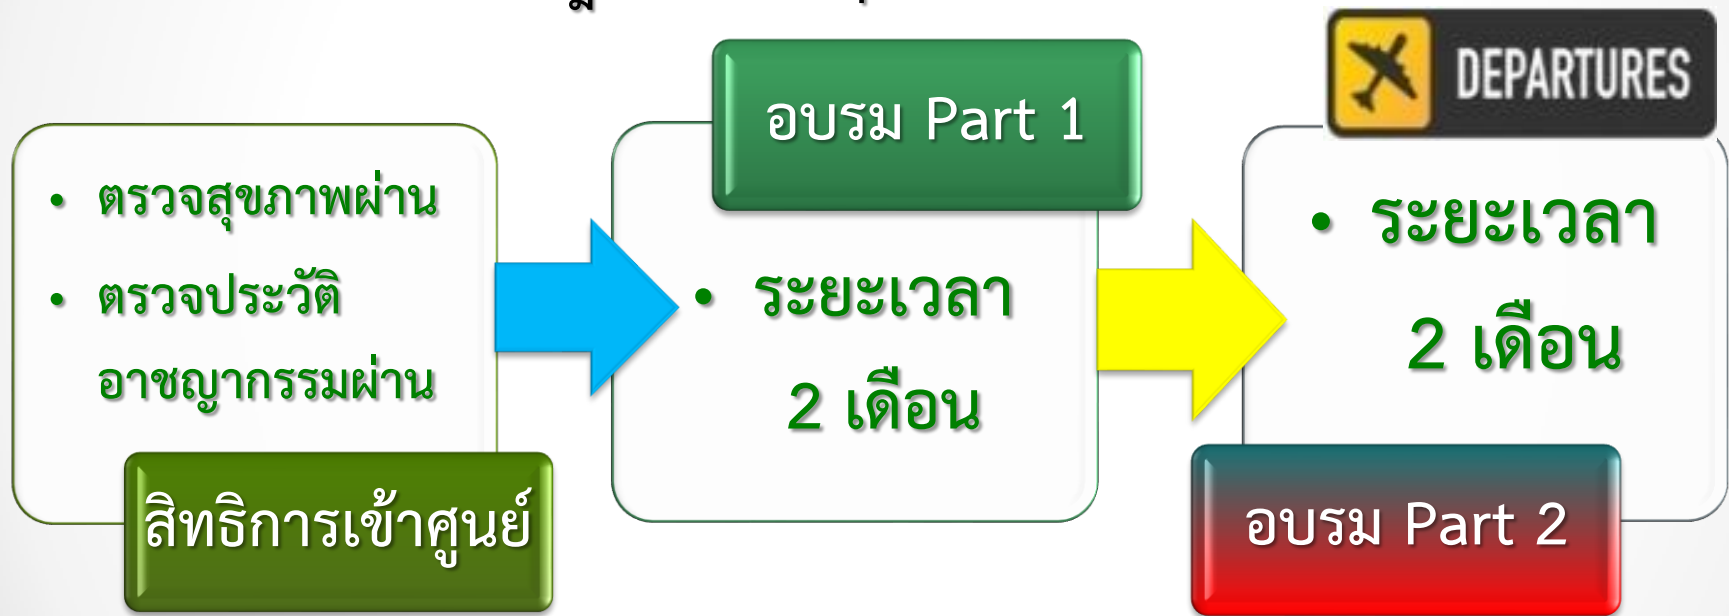 • ตรวจสุขภาพผ่าน
• ตรวจประวัติ
อาชญากรรมผ่าน
สิทธิการเข้าศูนย์
อบรม Part 1
• ระยะเวลา
2 เดือน
DEPARTURES
• ระยะเวลา
2 เดือน
อบรม Part 2